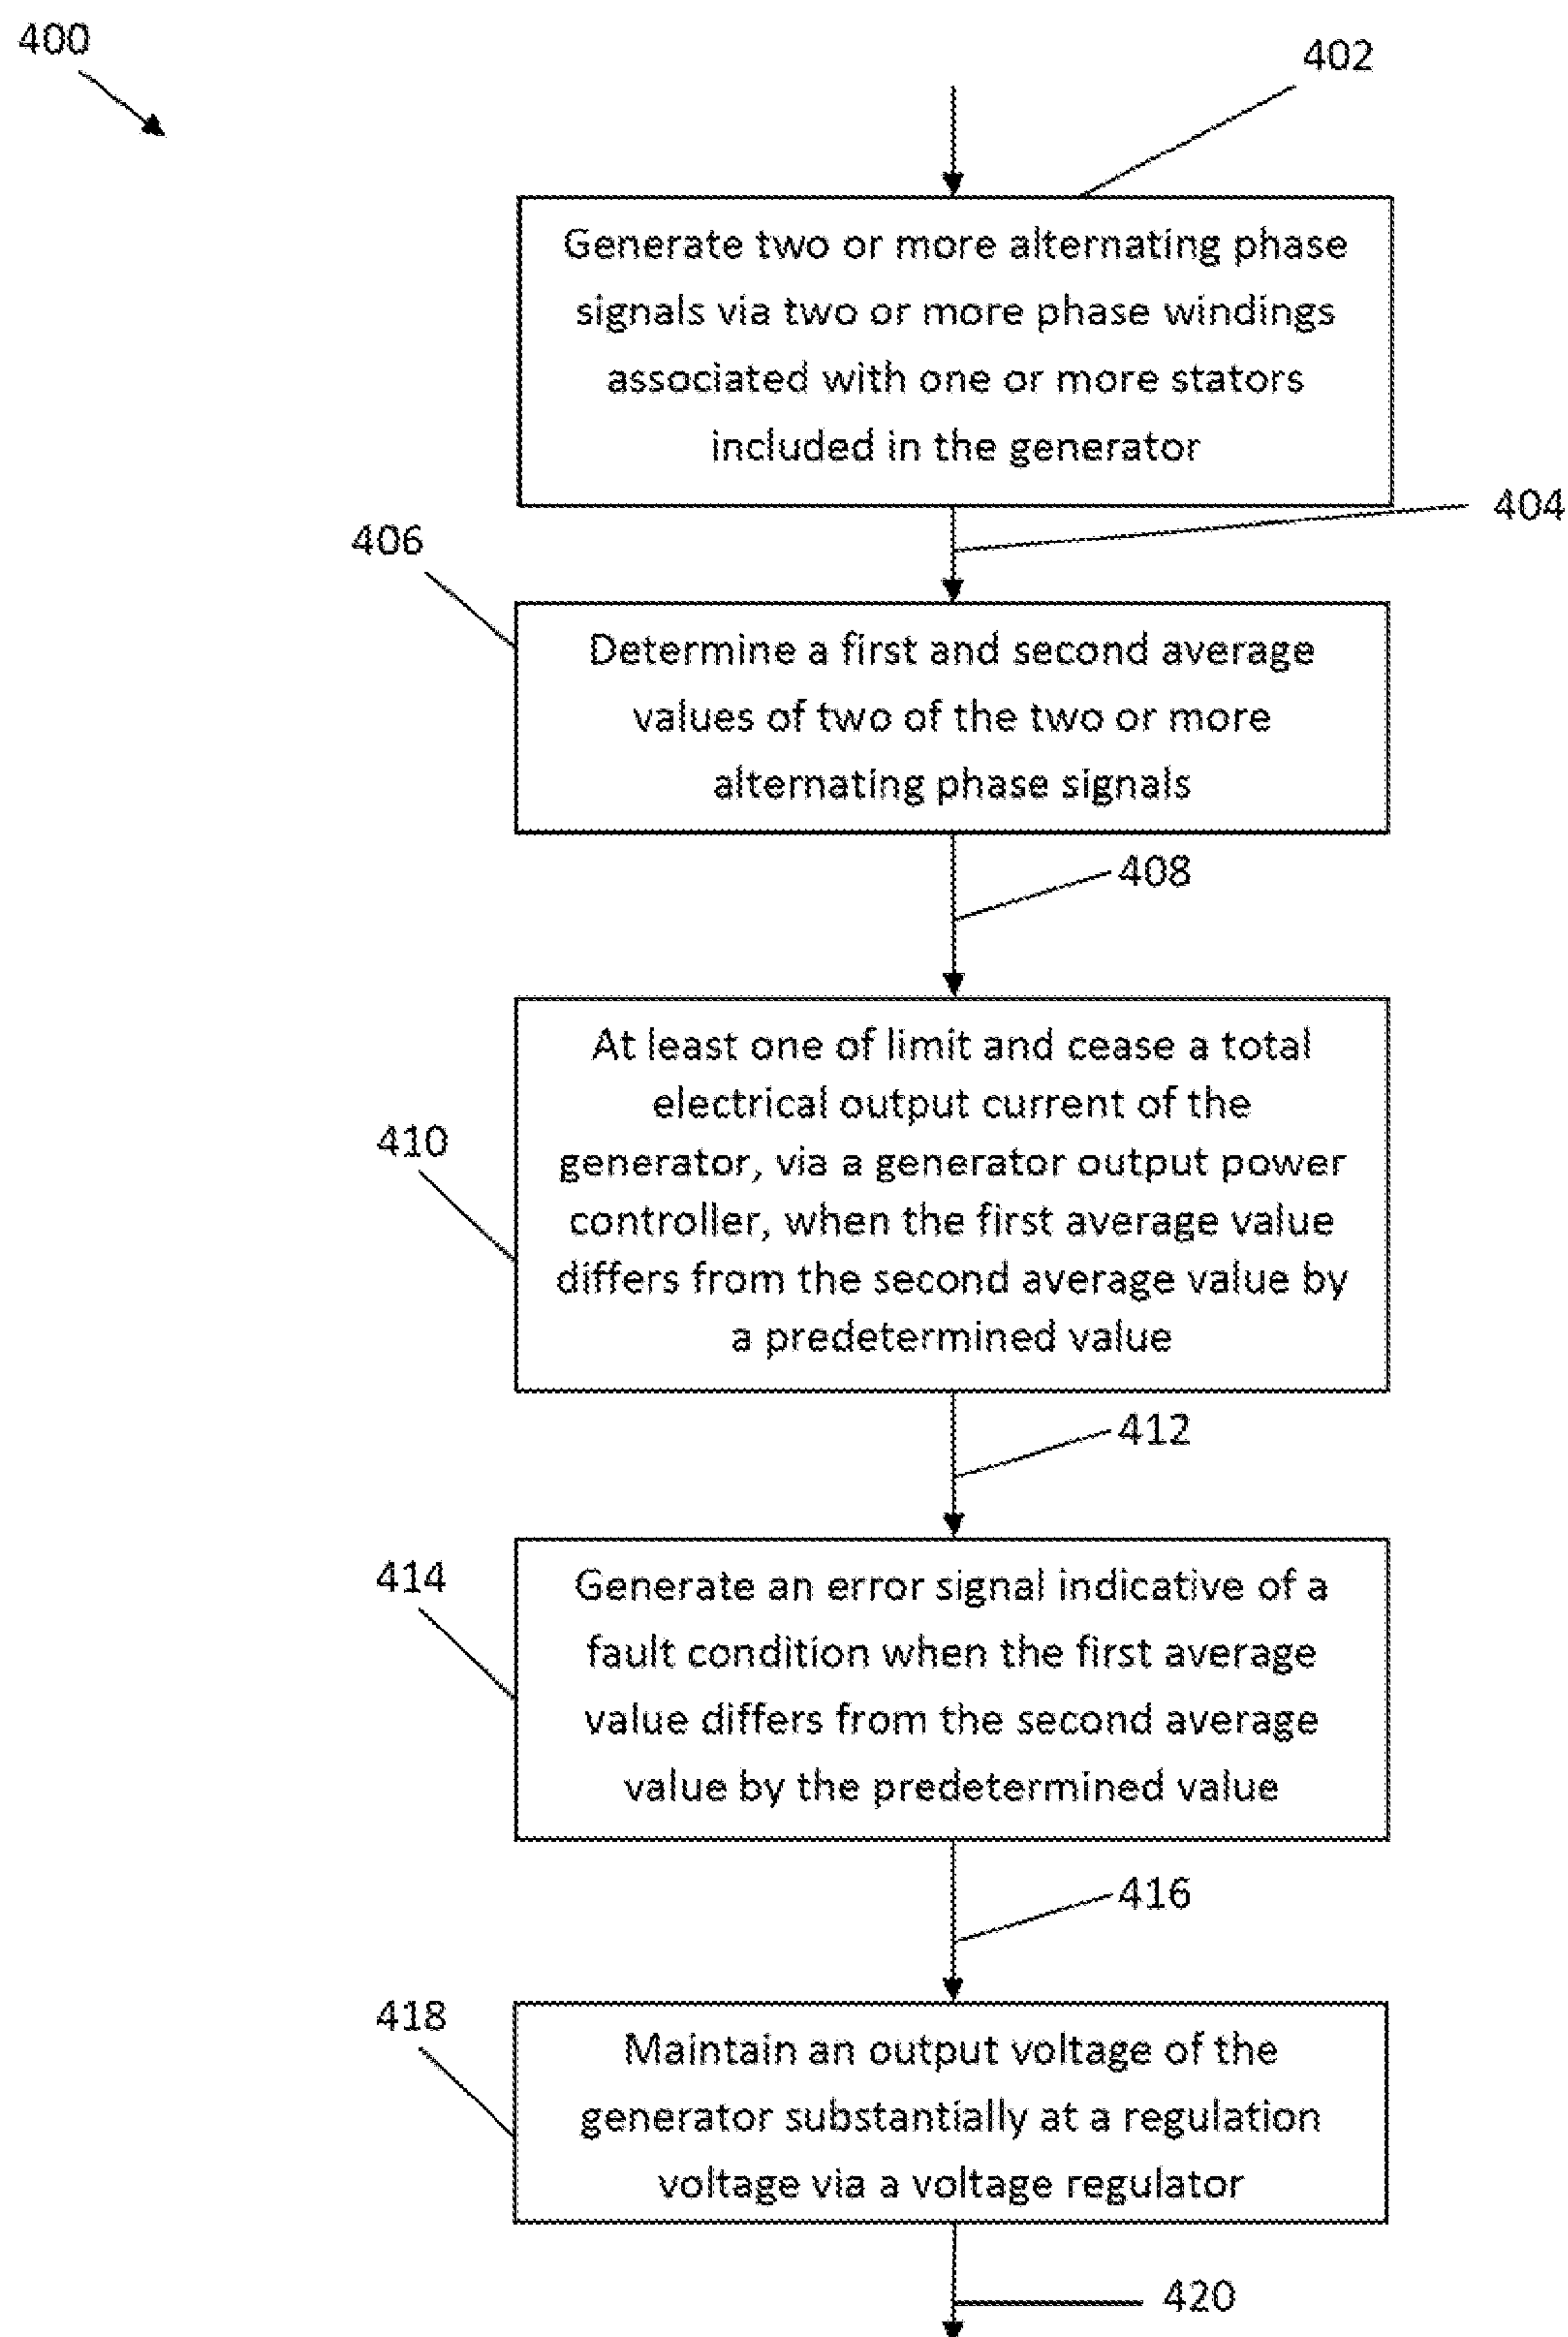 400
402
Generate two or more alternating phase
signals via two or more phase windings
associated with one or more stators
included in the generator
404
406
Determine a first and second average
values of two of the two or more
alternating phase signals
408
At least one of limit and cease a total
electrical output current of the
generator, via a generator output power
controller, when the first average value
differs from the second average value by
a predetermined value
410
412
Generate an error signal indicative of a
fault condition when the first average
value differs from the second average
value by the predetermined value
414
416
Maintain an output voltage of the
generator substantially at a regulation
voltage via a voltage regulator
418
420